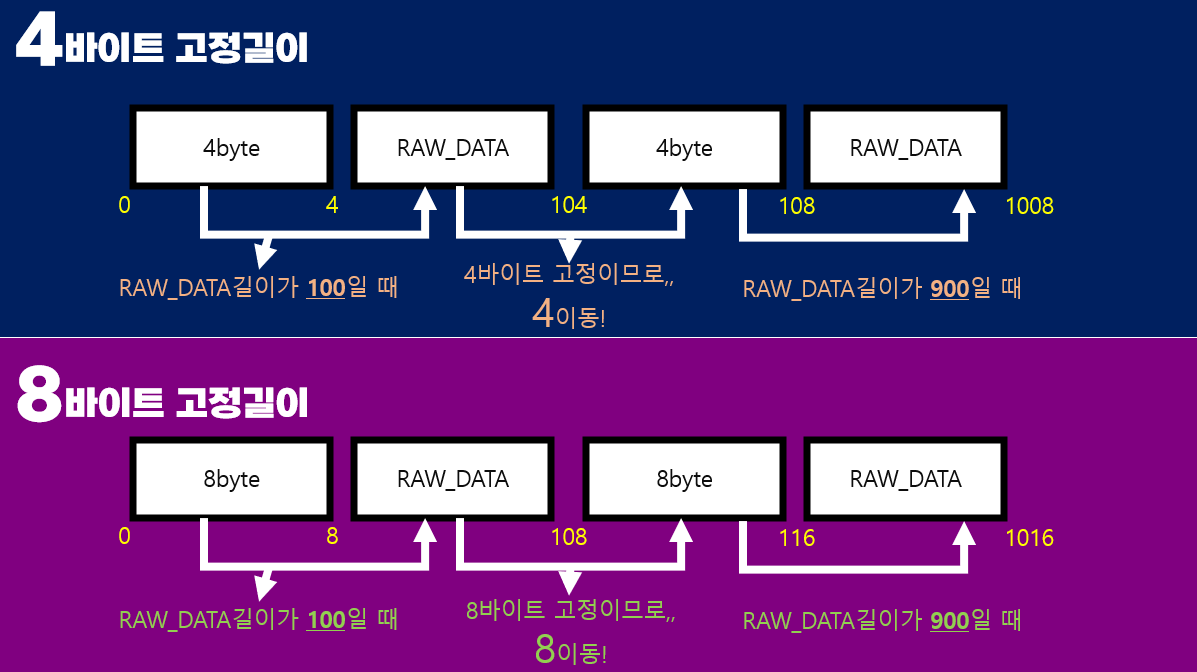 4바이트 고정길이
4byte RAW_DATA 4byte RAW_DATA
0 4 104 108 1008
RAW_DATA길이가 100일 때
4바이트 고정이므로,,
4이동!
RAW_DATA길이가 900일 때
8바이트 고정길이
8byte RAW_DATA 8byte RAW_DATA
0 8 108 116 1016
RAW_DATA길이가 100일 때
8바이트 고정이므로,,
8이동!
RAW_DATA길이가 900일 때